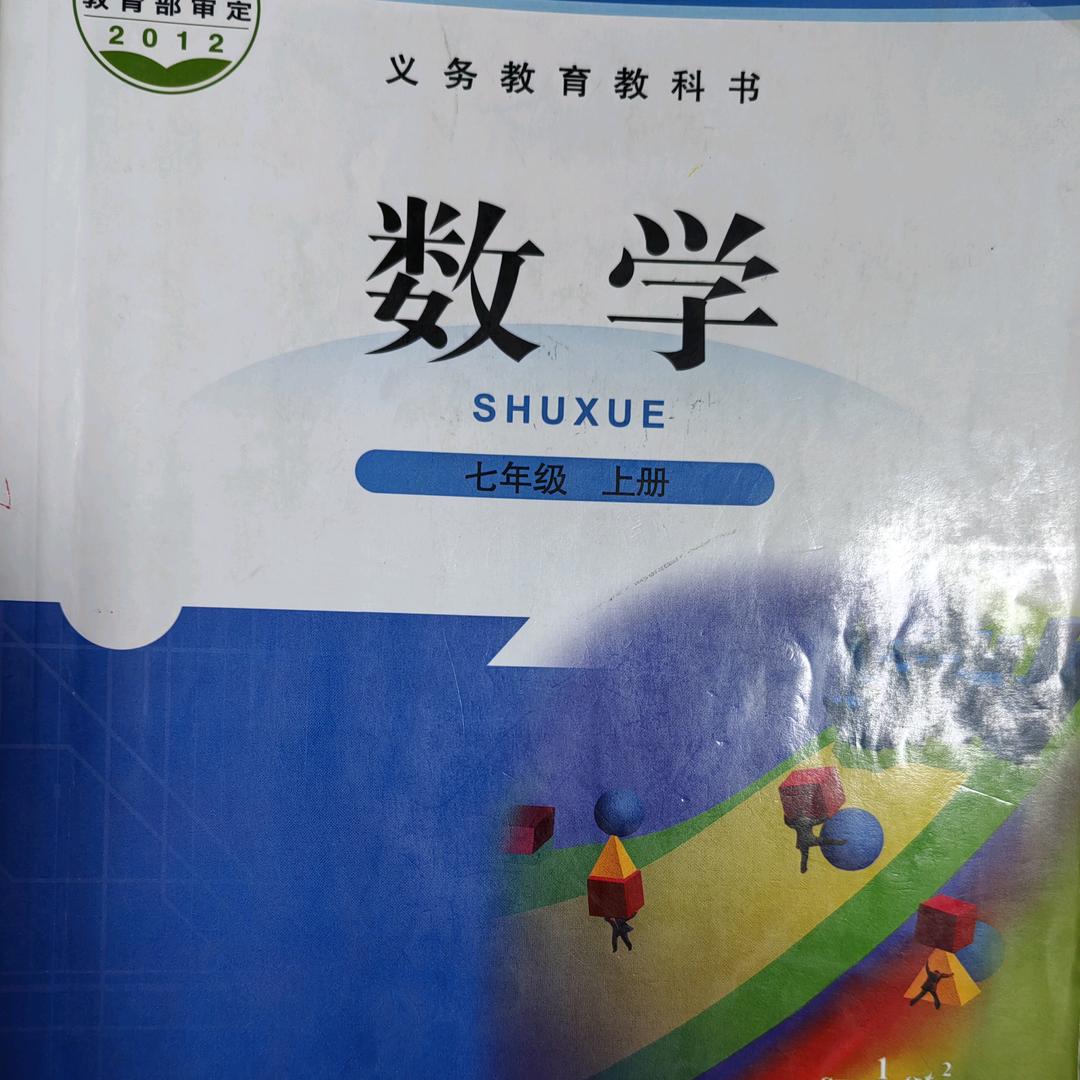 教育部审定
2012
义务教育教科书
数学
SHUXUE
七年级 上册